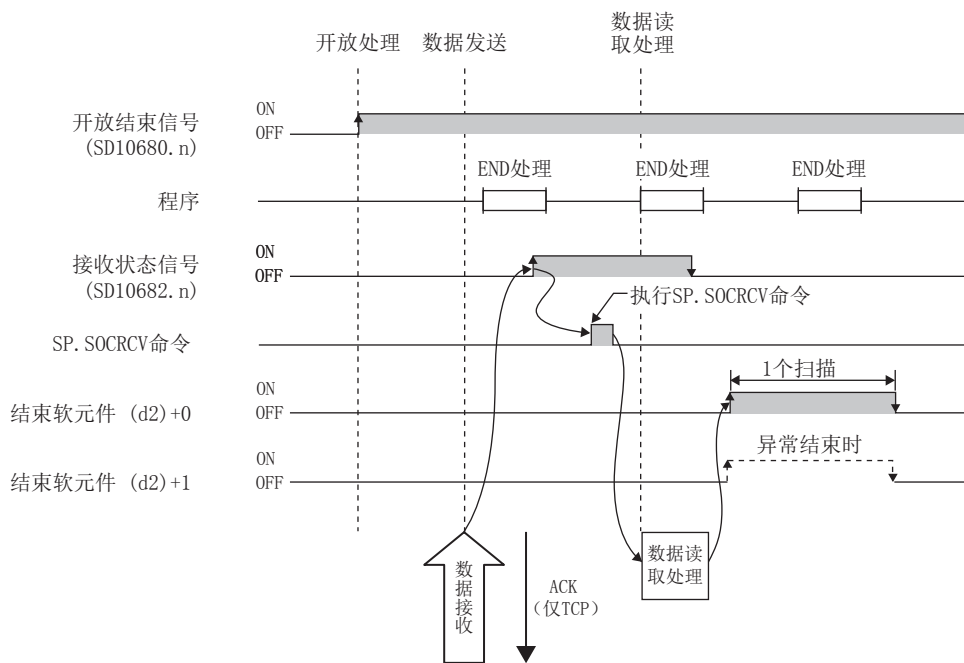 开放处理
数据发送
数据读
取处理
开放结束信号
(SD10680.n)
ON
OFF
程序
END处理
END处理
END处理
接收状态信号
(SD10682.n)
ON
OFF
执行SP.SOCRCV命令
SP.SOCRCV命令
1个扫描
结束软元件 (d2)+0
ON
OFF
异常结束时
结束软元件 (d2)+1
ON
OFF
数据接收
ACK
（仅TCP）
数据读
取处理